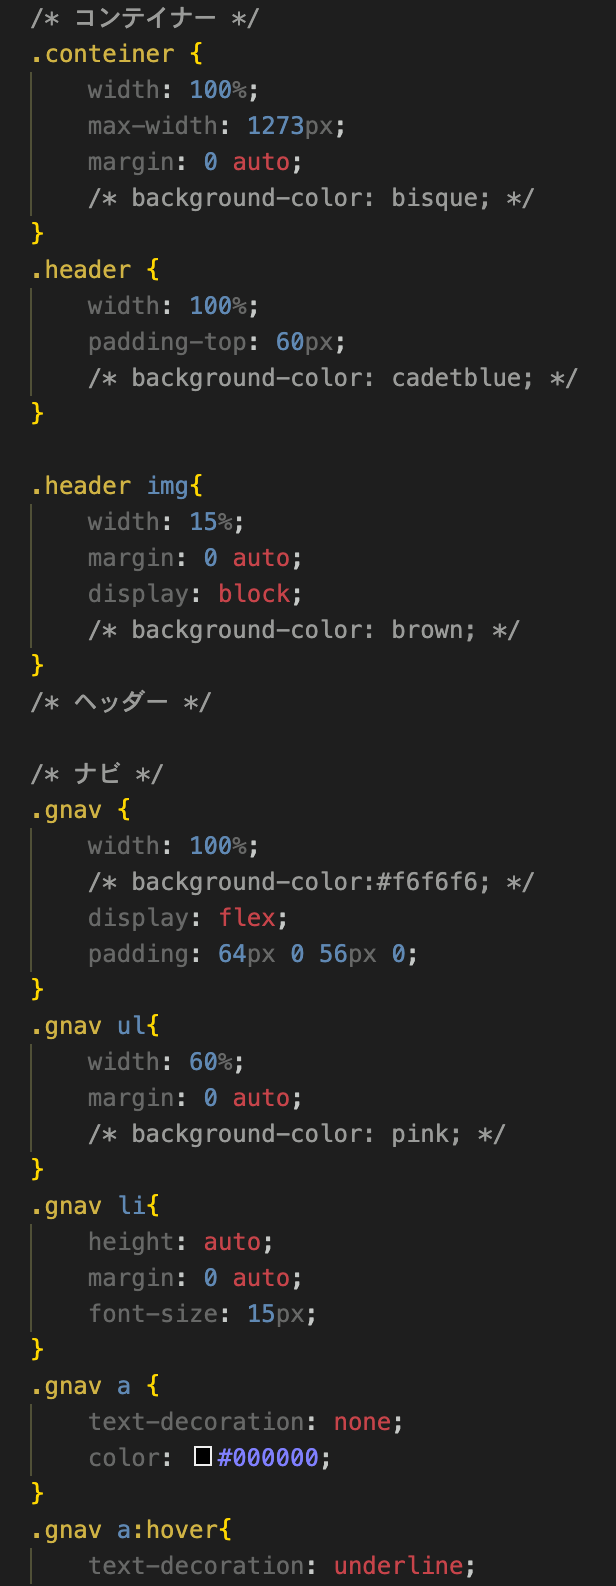 /* コンテイナー */
.conteiner {
    width: 100%;
    max-width: 1273px;
    margin: 0 auto;
    /* background-color: bisque; */
}
.header {
    width: 100%;
    padding-top: 60px;
    /* background-color: cadetblue; */
}

.header img{
    width: 15%;
    margin: 0 auto;
    display: block;
    /* background-color: brown; */
}
/* ヘッダー */

/* ナビ */
.gnav {
    width: 100%;
    /* background-color:#f6f6f6; */
    display: flex;
    padding: 64px 0 56px 0;
}
.gnav ul{
    width: 60%;
    margin: 0 auto;
    /* background-color: pink; */
}
.gnav li{
    height: auto;
    margin: 0 auto;
    font-size: 15px;
}
.gnav a {
    text-decoration: none;
    color: #000000;
}
.gnav a:hover{
    text-decoration: underline;